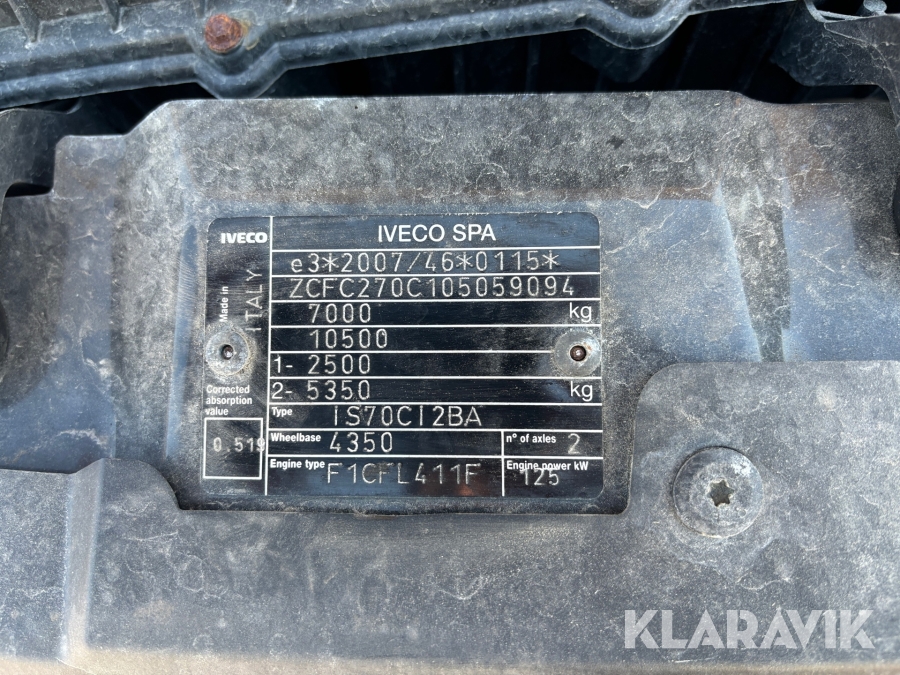 IVECO
IVECO SPA
e3*2007/46*0115*
ZCFC270C105059094
7000 kg
10500
1- 2500
2- 5350 kg
Made in
ITALY
Corrected
absorption
value
0.519
Type IS70CI2BA
Wheelbase 4350 n° of axles 2
Engine type F1CFL411F Engine power kW 125
KLARAVIK